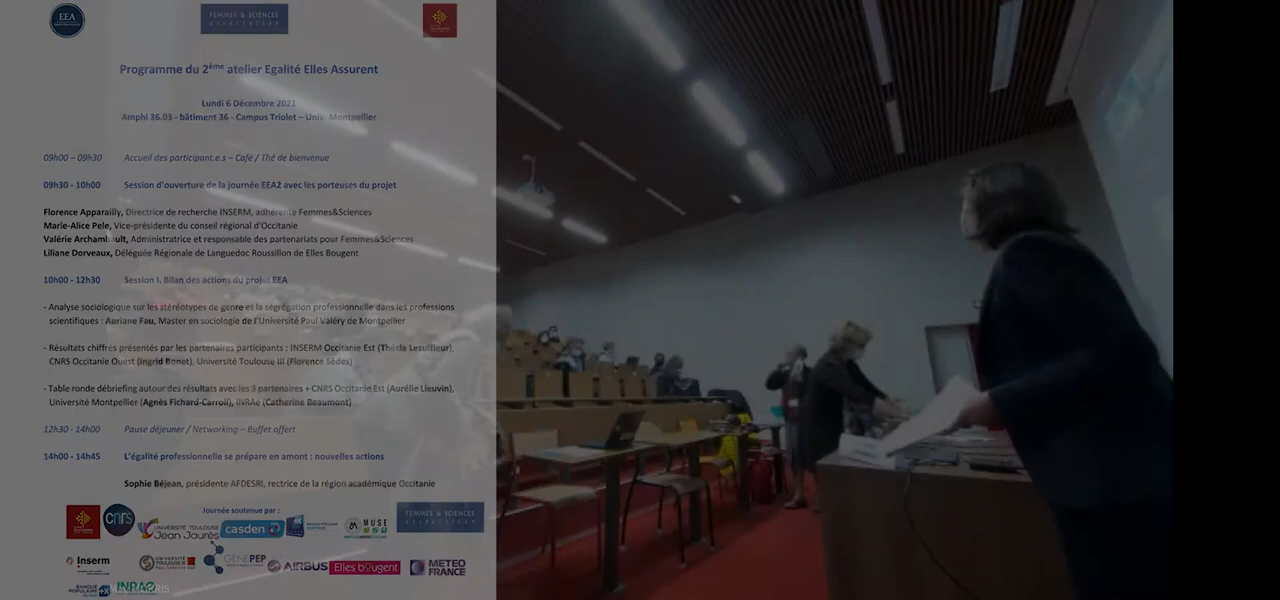 EEA
FEMMES & SCIENCES
Programme du 2ème atelier Egalité Elles Assurent
Lundi 6 Décembre 2021
Amphi 36.03 - bâtiment 36 - Campus Triolet – Univ. Montpellier
09h00 – 09h30 Accueil des participant.e.s – Café / Thé de bienvenue
09h30 - 10h00 Session d'ouverture de la journée EEA2 avec les porteuses du projet
Florence Apparailly, Directrice de recherche INSERM, adhérente Femmes&Sciences
Marie-Alice Pele, Vice-présidente du conseil régional d'Occitanie
Valérie Archambault, Administratrice et responsable des partenariats pour Femmes&Sciences
Liliane Dorveaux, Déléguée Régionale de Languedoc Roussillon de Elles Bougent
10h00 - 12h30 Session I. Bilan des actions du projet EEA
- Analyse sociologique sur les stéréotypes de genre et la ségrégation professionnelle dans les professions
scientifiques : Auriane Fau, Master en sociologie de l'Université Paul Valéry de Montpellier
- Résultats chiffrés présentés par les partenaires participants : INSERM Occitanie Est (Thécla Lesuffleur),
CNRS Occitanie Ouest (Ingrid Bonet), Université Toulouse III (Florence Sèdes)
- Table ronde débriefing autour des résultats avec les 3 partenaires + CNRS Occitanie Est (Aurélie Lieuvin),
Université Montpellier (Agnès Fichard-Carroll), INRAe (Catherine Beaumont)
12h30 - 14h00 Pause déjeuner / Networking – Buffet offert
14h00 - 14h45 L'égalité professionnelle se prépare en amont : nouvelles actions
Sophie Béjean, présidente AFDESRI, rectrice de la région académique Occitanie
Journée soutenue par :
cnrs
UNIVERSITÉ TOULOUSE
Jean Jaurès
casden
MUSE
FEMMES & SCIENCES
Inserm
UNIVERSITÉ
TOULOUSE III
GENEPEP
AIRBUS
Elles bougent
METEO
FRANCE
BANQUE
POPULAIRE
INRAE